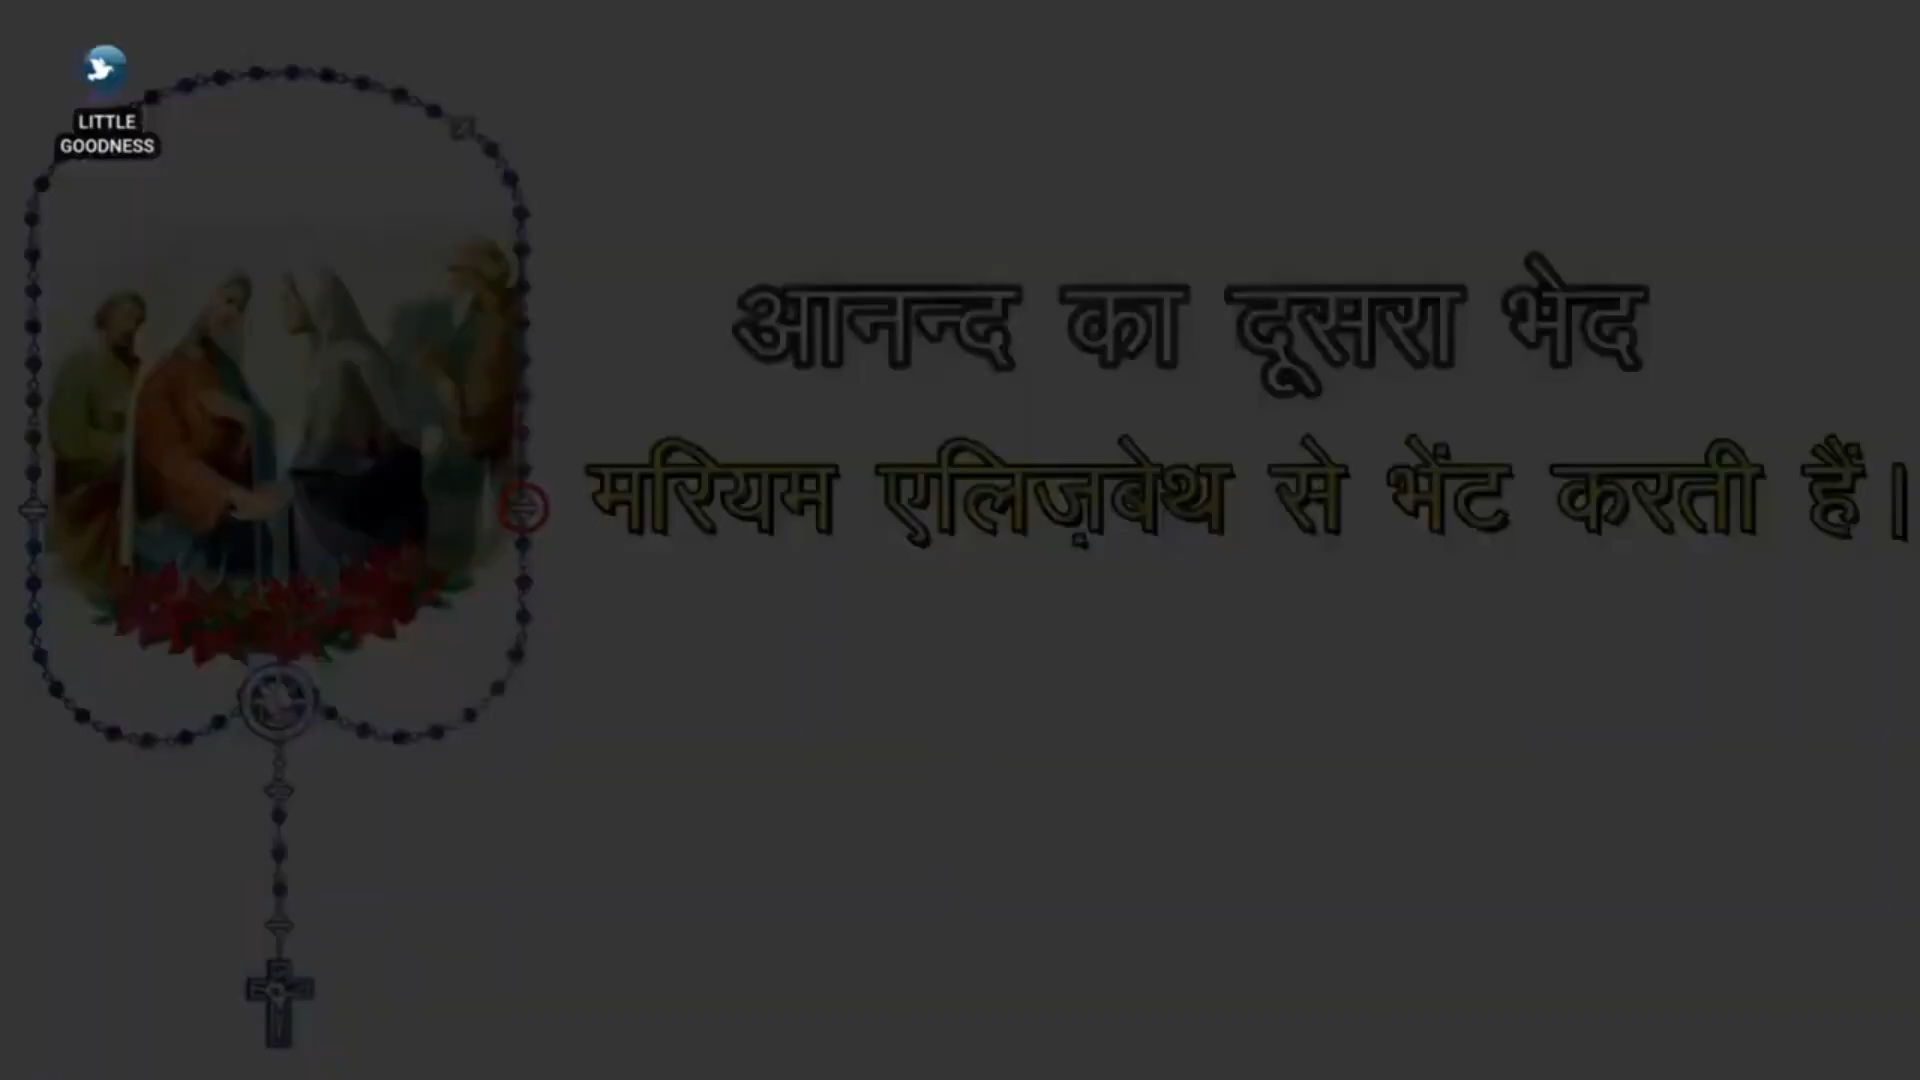 LITTLE
GOODNESS
आनन्द का दूसरा भेद
मरियम एलिज़बेथ से भेंट करती हैं।